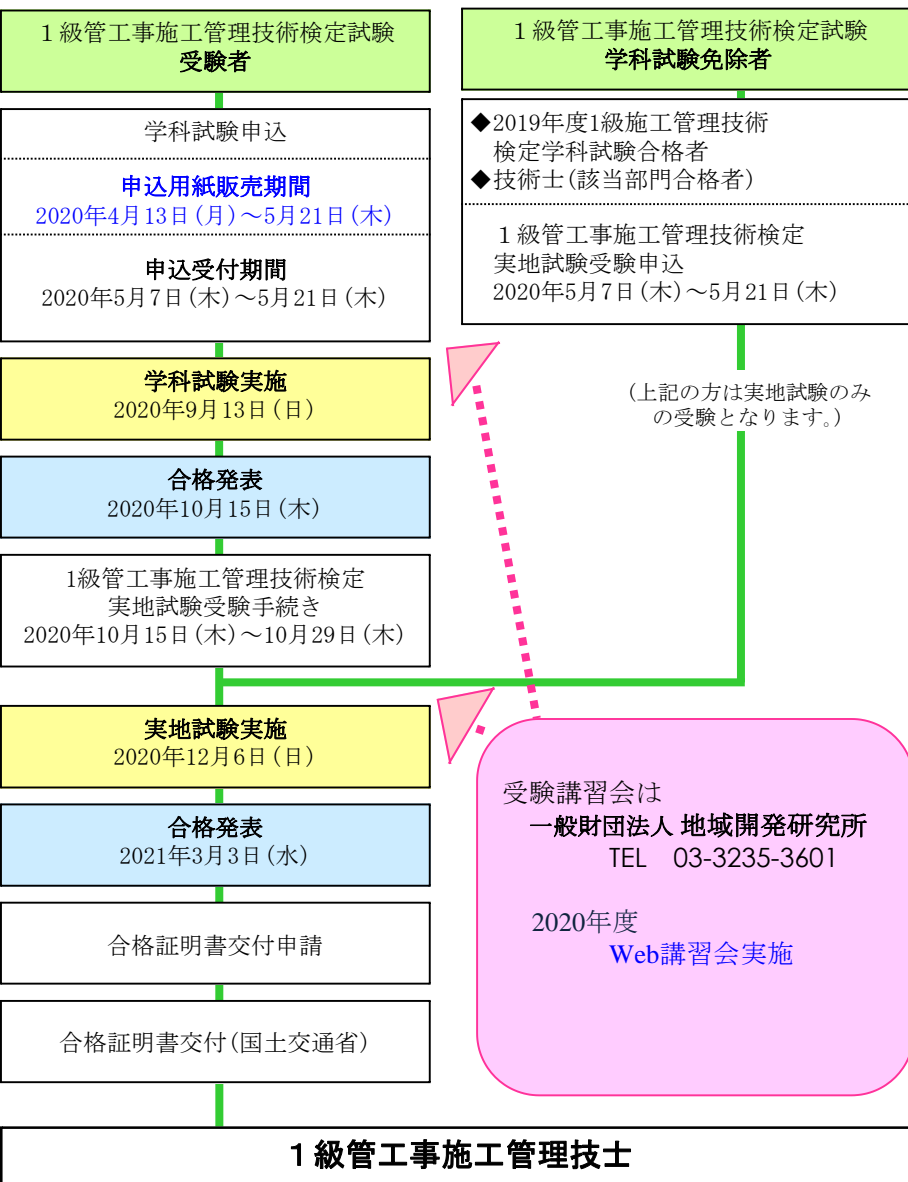 １級管工事施工管理技術検定試験
受験者
学科試験申込
申込用紙販売期間
2020年4月13日(月)～5月21日(木)
申込受付期間
2020年5月7日(木)～5月21日(木)
学科試験実施
2020年9月13日(日)
合格発表
2020年10月15日(木)
1級管工事施工管理技術検定
実地試験受験手続き
2020年10月15日(木)～10月29日(木)
１級管工事施工管理技術検定試験
学科試験免除者
◆2019年度1級施工管理技術
検定学科試験合格者
◆技術士(該当部門合格者)
１級管工事施工管理技術検定
実地試験受験申込
2020年5月7日(木)～5月21日(木)
(上記の方は実地試験のみ
の受験となります。)
実地試験実施
2020年12月6日(日)
合格発表
2021年3月3日(水)
合格証明書交付申請
合格証明書交付(国土交通省)
受験講習会は
一般財団法人 地域開発研究所
TEL 03-3235-3601
2020年度
Web講習会実施
１級管工事施工管理技士